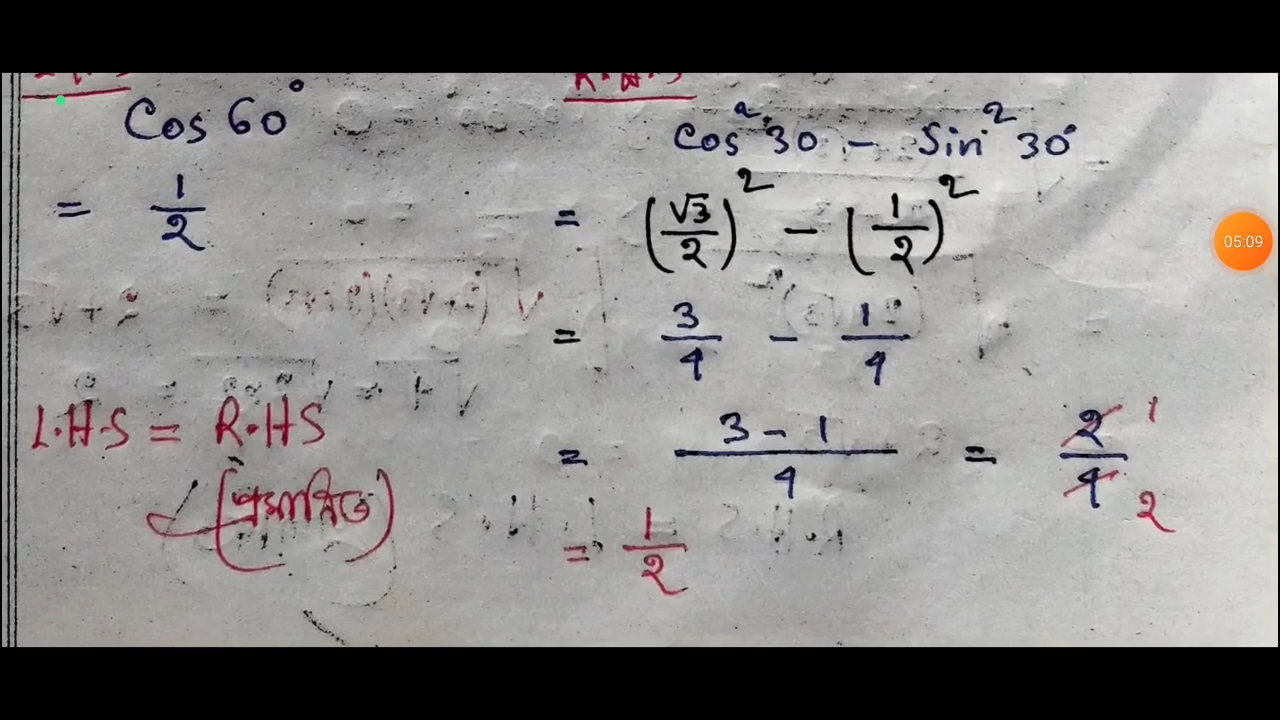 R.H.S
Cos 60°
= 1/2
Cos² 30 - Sin² 30°
= (√3/2)² - (1/2)²
= 3/4 - 1/4
= (3 - 1)/4 = 2/4 1 2
= 1/2
L.H.S = R.H.S
(প্রমাণিত)
05:09